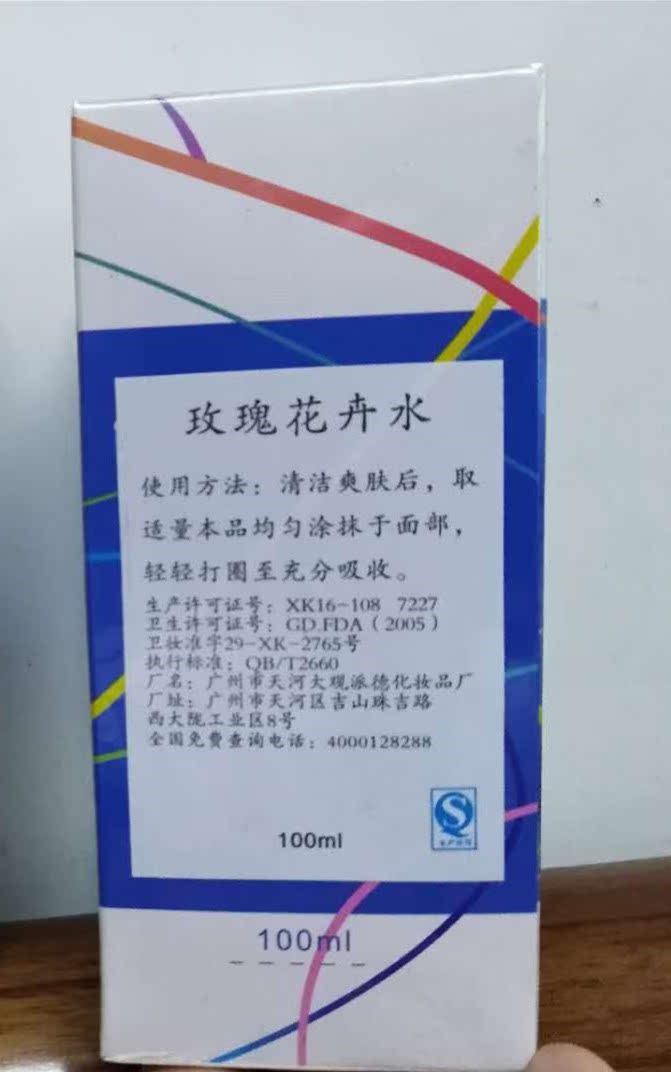 玫瑰花卉水
使用方法：清洁爽肤后，取
适量本品均匀涂抹于面部，
轻轻打圈至充分吸收。
生产许可证号：XK16-108 7227
卫生许可证号：GD.FDA（2005）
卫妆准字29-XK-2765号
执行标准：QB/T2660
厂名：广州市天河大观派德化妆品厂
厂址：广州市天河区吉山珠吉路
西大陇工业区8号
全国免费查询电话：4000128288
100ml
100ml